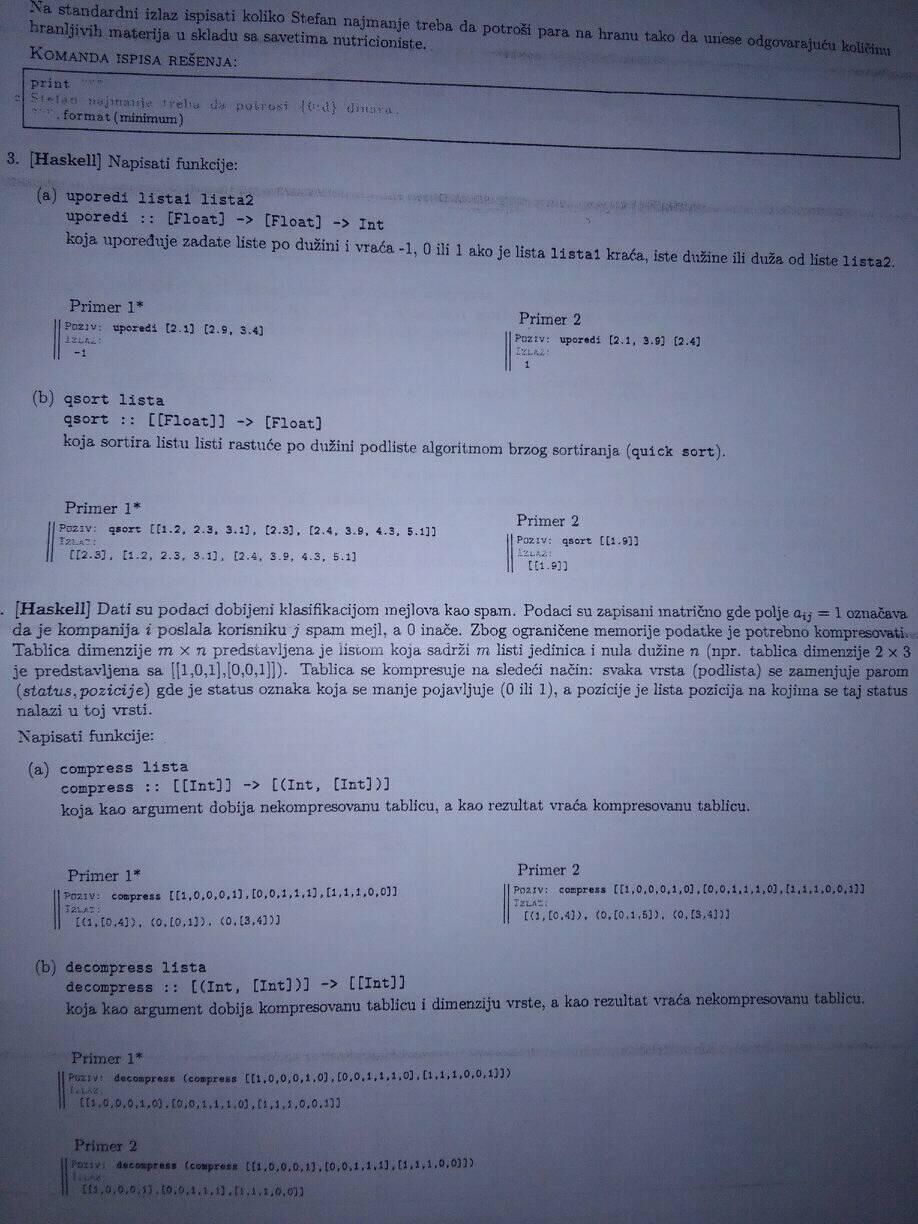 Na standardni izlaz ispisati koliko Stefan najmanje treba da potroši para na hranu tako da unese odgovarajuću količinu
hranljivih materija u skladu sa savetima nutricioniste.
KOMANDA ISPISA REŠENJA:
print """
Stefan najmanje treba da potrosi {0:d} dinara.
""".format(minimum)
3. [Haskell] Napisati funkcije:
(a) uporedi lista1 lista2
uporedi :: [Float] -> [Float] -> Int
koja upoređuje zadate liste po dužini i vraća -1, 0 ili 1 ako je lista lista1 kraća, iste dužine ili duža od liste lista2.
Primer 1*
POZIV: uporedi [2.1] [2.9, 3.4]
IZLAZ:
-1
Primer 2
POZIV: uporedi [2.1, 3.9] [2.4]
IZLAZ:
1
(b) qsort lista
qsort :: [[Float]] -> [Float]
koja sortira listu listi rastuće po dužini podliste algoritmom brzog sortiranja (quick sort).
Primer 1*
POZIV: qsort [[1.2, 2.3, 3.1], [2.3], [2.4, 3.9, 4.3, 5.1]]
IZLAZ:
[[2.3], [1.2, 2.3, 3.1], [2.4, 3.9, 4.3, 5.1]
Primer 2
POZIV: qsort [[1.9]]
IZLAZ:
[[1.9]]
. [Haskell] Dati su podaci dobijeni klasifikacijom mejlova kao spam. Podaci su zapisani matrično gde polje aij = 1 označava
da je kompanija i poslala korisniku j spam mejl, a 0 inače. Zbog ograničene memorije podatke je potrebno kompresovati.
Tablica dimenzije m × n predstavljena je listom koja sadrži m listi jedinica i nula dužine n (npr. tablica dimenzije 2 × 3
je predstavljena sa [[1,0,1],[0,0,1]]). Tablica se kompresuje na sledeći način: svaka vrsta (podlista) se zamenjuje parom
(status, pozicije) gde je status oznaka koja se manje pojavljuje (0 ili 1), a pozicije je lista pozicija na kojima se taj status
nalazi u toj vrsti.
Napisati funkcije:
(a) compress lista
compress :: [[Int]] -> [(Int, [Int])]
koja kao argument dobija nekompresovanu tablicu, a kao rezultat vraća kompresovanu tablicu.
Primer 1*
POZIV: compress [[1,0,0,0,1],[0,0,1,1,1],[1,1,1,0,0]]
IZLAZ:
[(1,[0,4]), (0,[0,1]), (0,[3,4])]
Primer 2
POZIV: compress [[1,0,0,0,1,0],[0,0,1,1,1,0],[1,1,1,0,0,1]]
IZLAZ:
[(1,[0,4]), (0,[0,1,5]), (0,[3,4])]
(b) decompress lista
decompress :: [(Int, [Int])] -> [[Int]]
koja kao argument dobija kompresovanu tablicu i dimenziju vrste, a kao rezultat vraća nekompresovanu tablicu.
Primer 1*
POZIV: decompress (compress [[1,0,0,0,1,0],[0,0,1,1,1,0],[1,1,1,0,0,1]])
IZLAZ:
[[1,0,0,0,1,0],[0,0,1,1,1,0],[1,1,1,0,0,1]]
Primer 2
POZIV: decompress (compress [[1,0,0,0,1],[0,0,1,1,1],[1,1,1,0,0]])
IZLAZ:
[[1,0,0,0,1],[0,0,1,1,1],[1,1,1,0,0]]